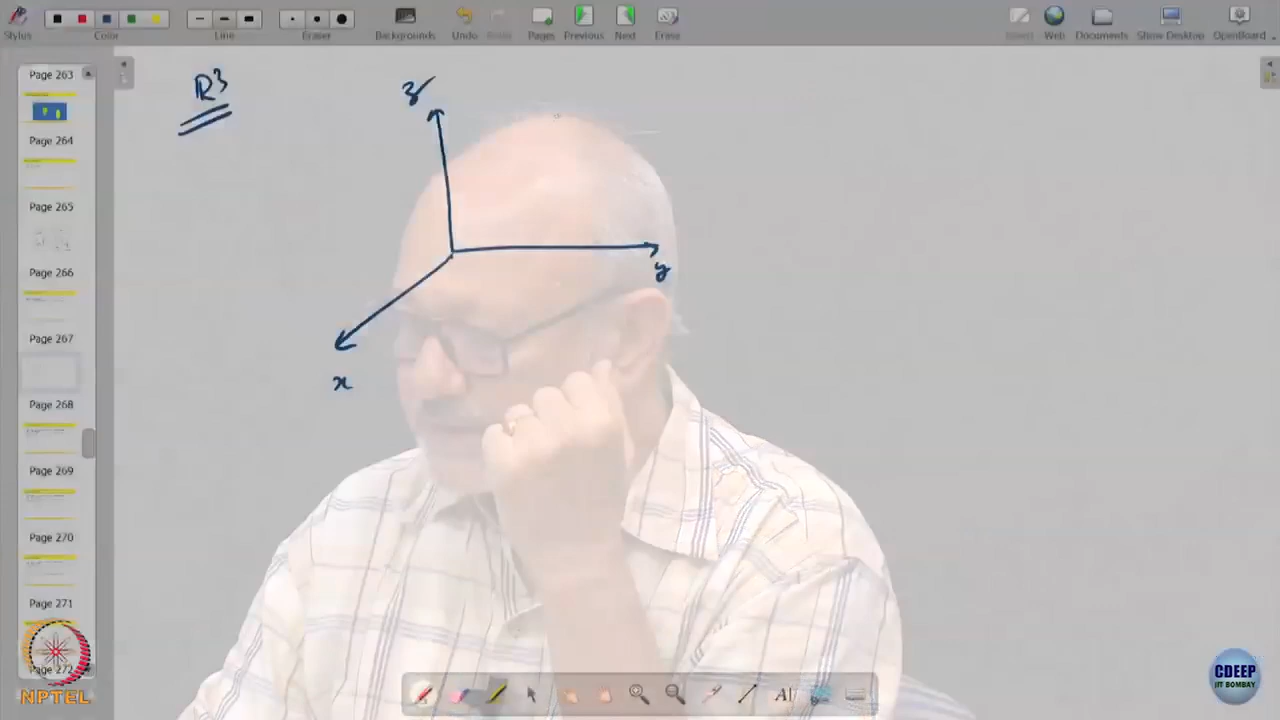 Stylus
Color
Line
Eraser
Backgrounds
Undo
Redo
Pages
Previous
Next
Erase
Insert
Web
Documents
Show Desktop
OpenBoard
Page 263
Page 264
Page 265
Page 266
Page 267
Page 268
Page 269
Page 270
Page 271
Page 272
ℝ³
z
y
x
NPTEL
CDEEP
IIT BOMBAY